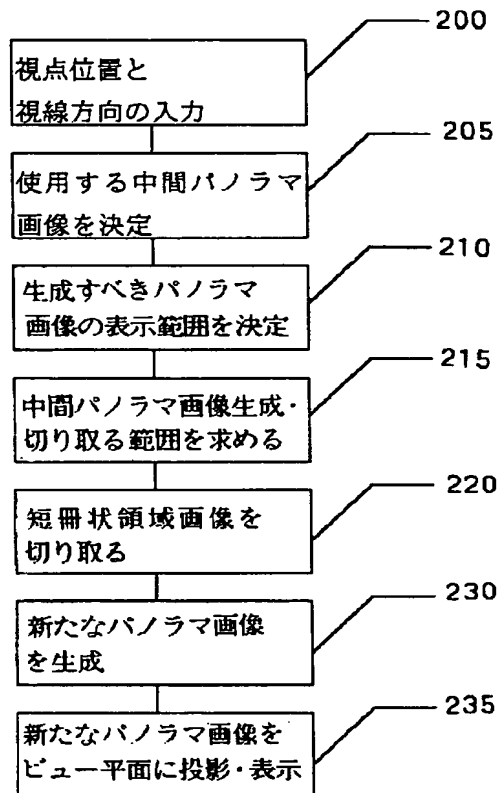 200
視点位置と
視線方向の入力
205
使用する中間パノラマ
画像を決定
210
生成すべきパノラマ
画像の表示範囲を決定
215
中間パノラマ画像生成・
切り取る範囲を求める
220
短冊状領域画像を
切り取る
230
新たなパノラマ画像
を生成
235
新たなパノラマ画像を
ビュー平面に投影・表示